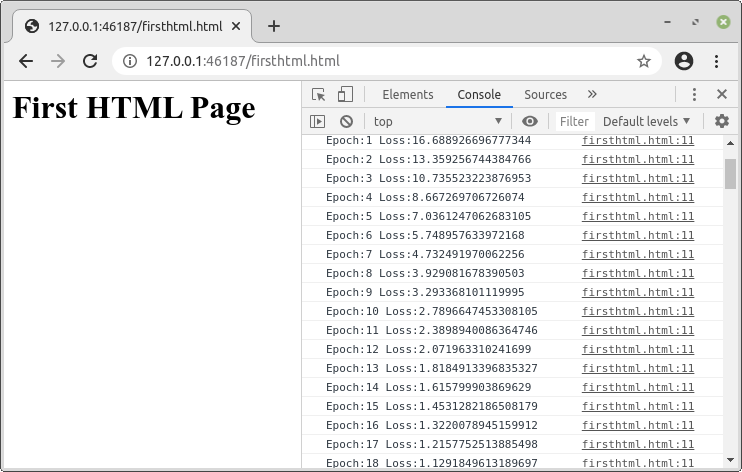 127.0.0.1:46187/firsthtml.html
127.0.0.1:46187/firsthtml.html
First HTML Page
Elements Console Sources
top Filter Default levels
Epoch:1 Loss:16.688926696777344 firsthtml.html:11
Epoch:2 Loss:13.359256744384766 firsthtml.html:11
Epoch:3 Loss:10.735523223876953 firsthtml.html:11
Epoch:4 Loss:8.667269706726074 firsthtml.html:11
Epoch:5 Loss:7.0361247062683105 firsthtml.html:11
Epoch:6 Loss:5.748957633972168 firsthtml.html:11
Epoch:7 Loss:4.732491970062256 firsthtml.html:11
Epoch:8 Loss:3.929081678390503 firsthtml.html:11
Epoch:9 Loss:3.293368101119995 firsthtml.html:11
Epoch:10 Loss:2.7896647453308105 firsthtml.html:11
Epoch:11 Loss:2.3898940086364746 firsthtml.html:11
Epoch:12 Loss:2.071963310241699 firsthtml.html:11
Epoch:13 Loss:1.8184913396835327 firsthtml.html:11
Epoch:14 Loss:1.615799903869629 firsthtml.html:11
Epoch:15 Loss:1.4531282186508179 firsthtml.html:11
Epoch:16 Loss:1.3220078945159912 firsthtml.html:11
Epoch:17 Loss:1.2157752513885498 firsthtml.html:11
Epoch:18 Loss:1.1291849613189697 firsthtml.html:11